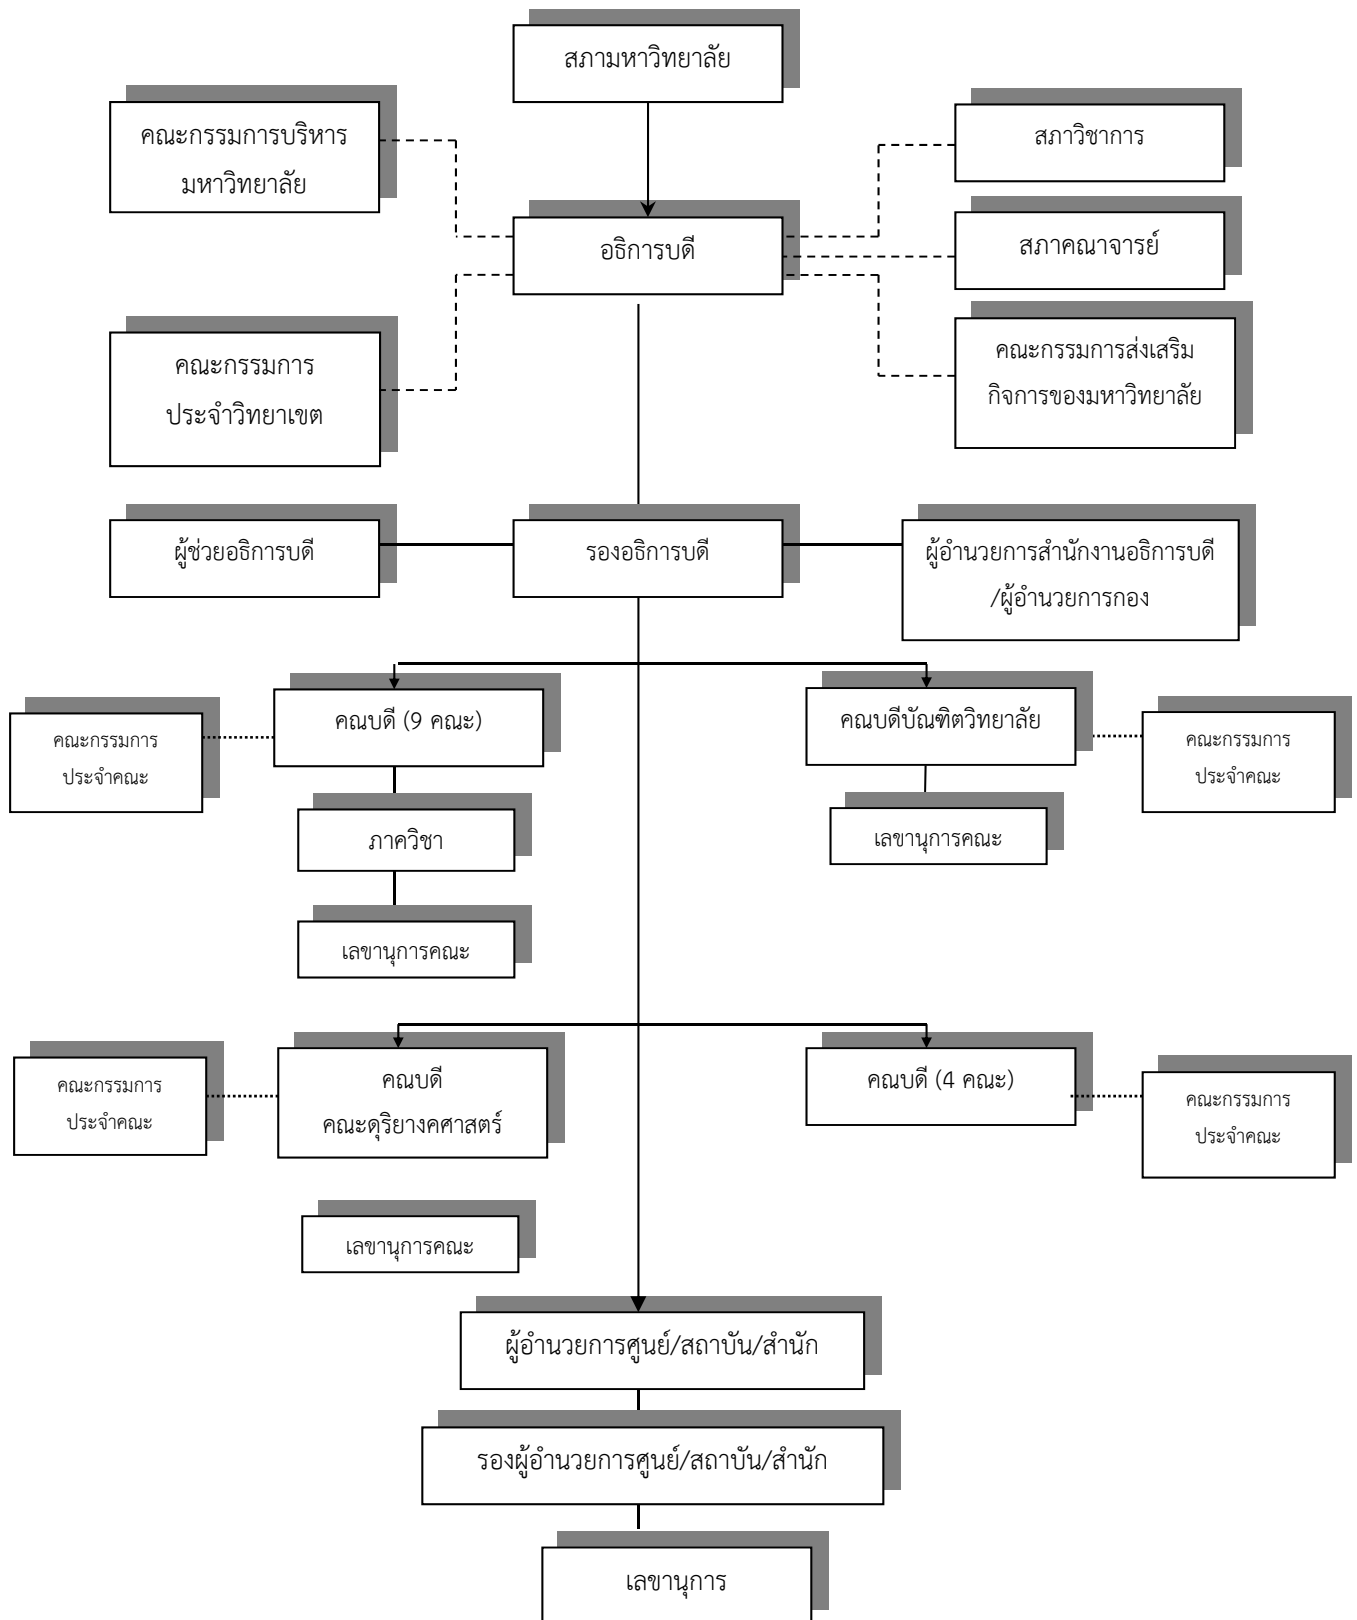 สภามหาวิทยาลัย
คณะกรรมการบริหาร
มหาวิทยาลัย
สภาวิชาการ
อธิการบดี
สภาคณาจารย์
คณะกรรมการ
ประจำวิทยาเขต
คณะกรรมการส่งเสริม
กิจการของมหาวิทยาลัย
ผู้ช่วยอธิการบดี
รองอธิการบดี
ผู้อำนวยการสำนักงานอธิการบดี
/ผู้อำนวยการกอง
คณะกรรมการ
ประจำคณะ
คณบดี (9 คณะ)
คณบดีบัณฑิตวิทยาลัย
คณะกรรมการ
ประจำคณะ
ภาควิชา
เลขานุการคณะ
เลขานุการคณะ
คณะกรรมการ
ประจำคณะ
คณบดี
คณะดุริยางคศาสตร์
คณบดี (4 คณะ)
คณะกรรมการ
ประจำคณะ
เลขานุการคณะ
ผู้อำนวยการศูนย์/สถาบัน/สำนัก
รองผู้อำนวยการศูนย์/สถาบัน/สำนัก
เลขานุการ